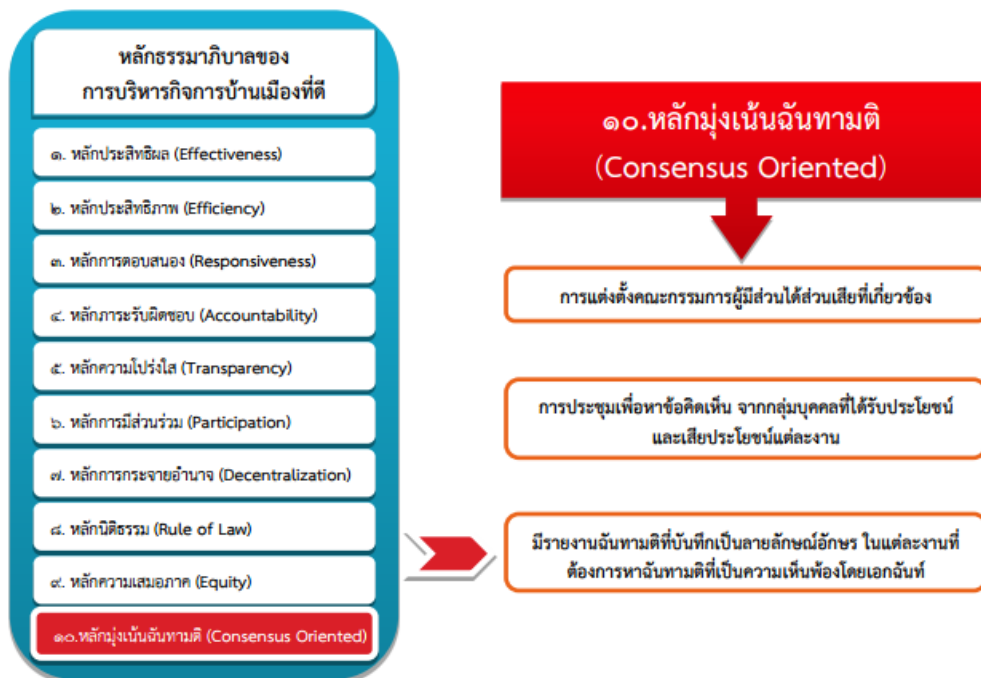 หลักธรรมาภิบาลของ
การบริหารกิจการบ้านเมืองที่ดี
๑. หลักประสิทธิผล (Effectiveness)
๒. หลักประสิทธิภาพ (Efficiency)
๓. หลักการตอบสนอง (Responsiveness)
๔. หลักภาระรับผิดชอบ (Accountability)
๕. หลักความโปร่งใส (Transparency)
๖. หลักการมีส่วนร่วม (Participation)
๗. หลักการกระจายอำนาจ (Decentralization)
๘. หลักนิติธรรม (Rule of Law)
๙. หลักความเสมอภาค (Equity)
๑๐.หลักมุ่งเน้นฉันทามติ (Consensus Oriented)
๑๐.หลักมุ่งเน้นฉันทามติ
(Consensus Oriented)
การแต่งตั้งคณะกรรมการผู้มีส่วนได้ส่วนเสียที่เกี่ยวข้อง
การประชุมเพื่อหาข้อคิดเห็น จากกลุ่มบุคคลที่ได้รับประโยชน์
และเสียประโยชน์แต่ละงาน
มีรายงานฉันทามติที่บันทึกเป็นลายลักษณ์อักษร ในแต่ละงานที่
ต้องการหาฉันทามติที่เป็นความเห็นพ้องโดยเอกฉันท์